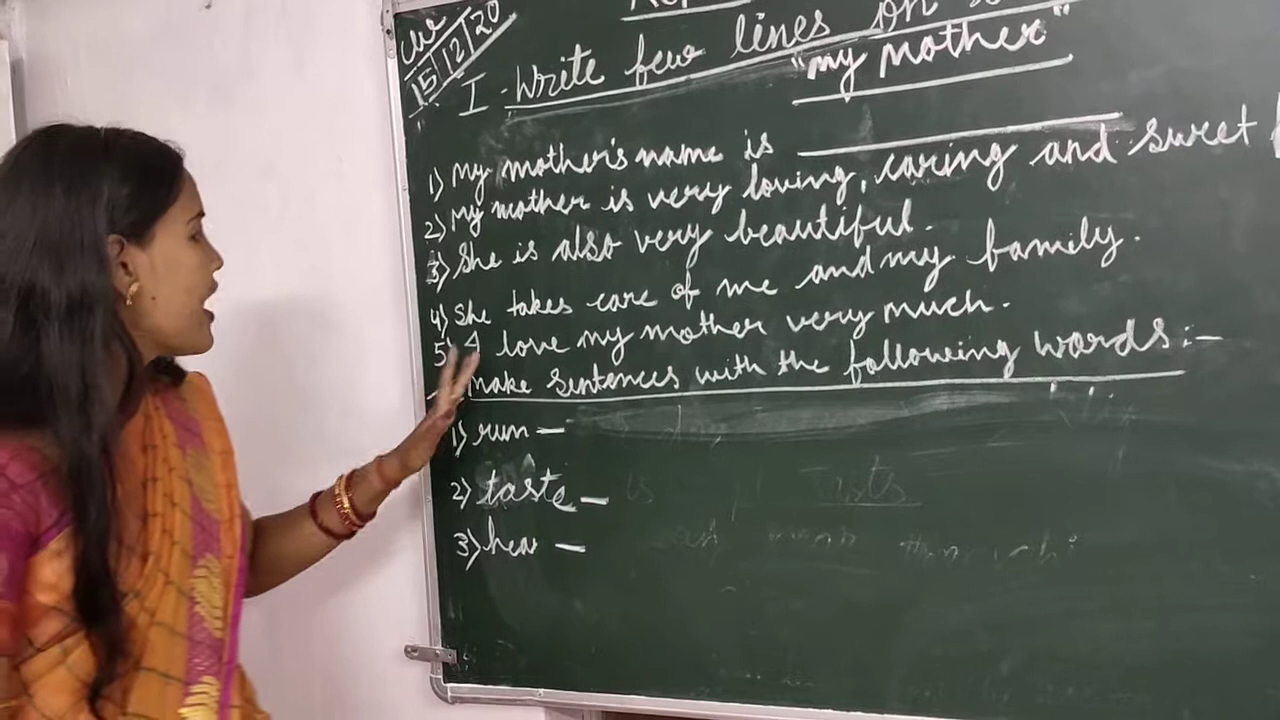 CW
15 12 20
I. Write few lines on
"my mother"
1) my mother's name is
2) my mother is very loving, caring and sweet
3) She is also very beautiful.
4) She takes care of me and my family.
5) I love my mother very much.
make sentences with the following words :-
1) run —
2) taste —
3) hear —